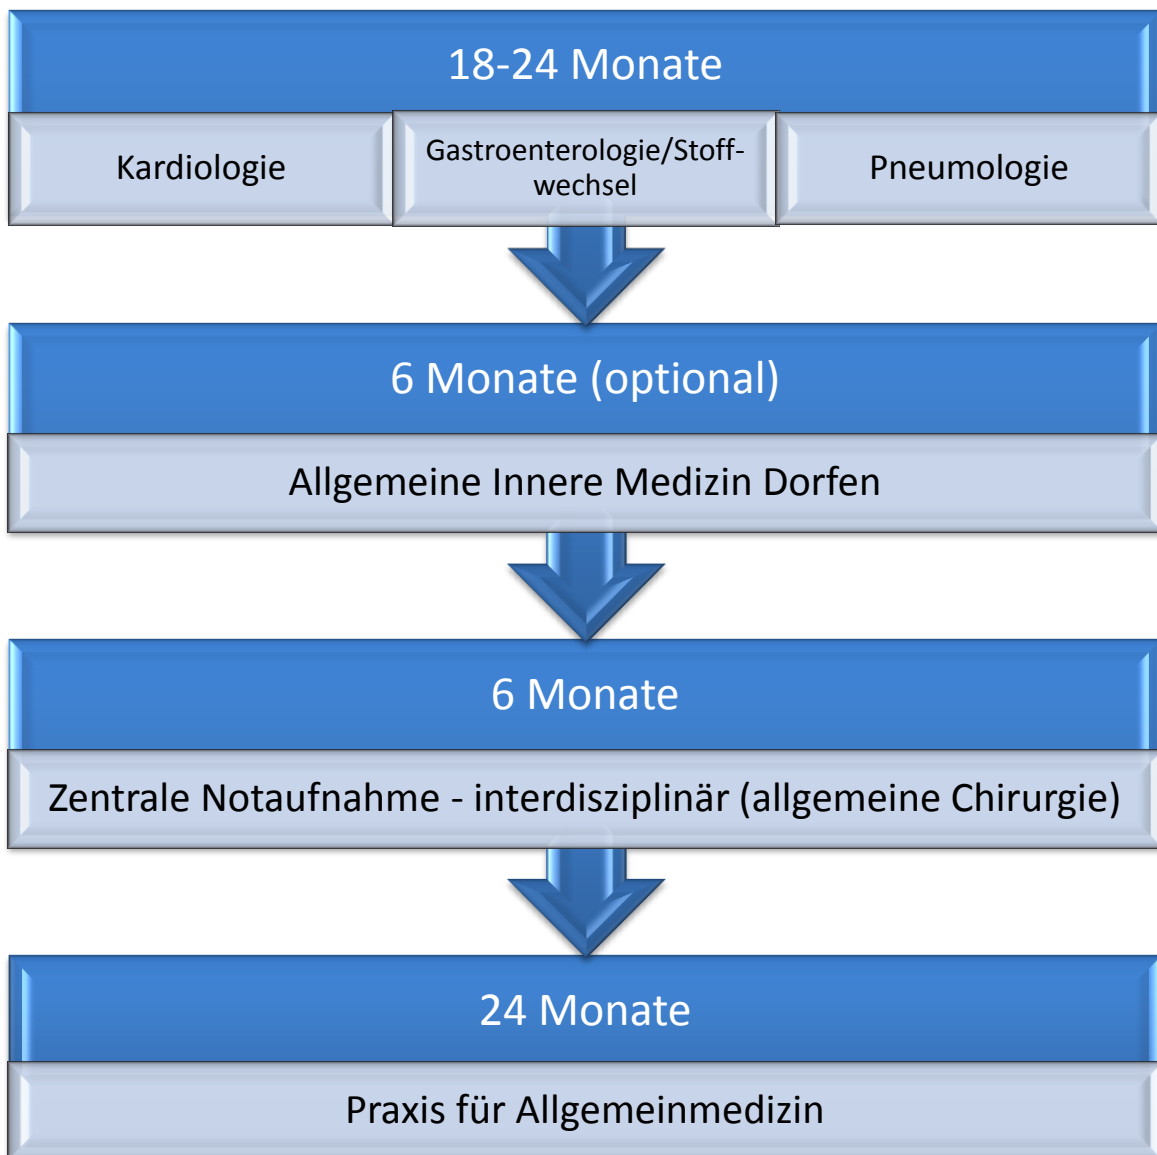 18-24 Monate
Kardiologie
Gastroenterologie/Stoff-
wechsel
Pneumologie
6 Monate (optional)
Allgemeine Innere Medizin Dorfen
6 Monate
Zentrale Notaufnahme - interdisziplinär (allgemeine Chirurgie)
24 Monate
Praxis für Allgemeinmedizin